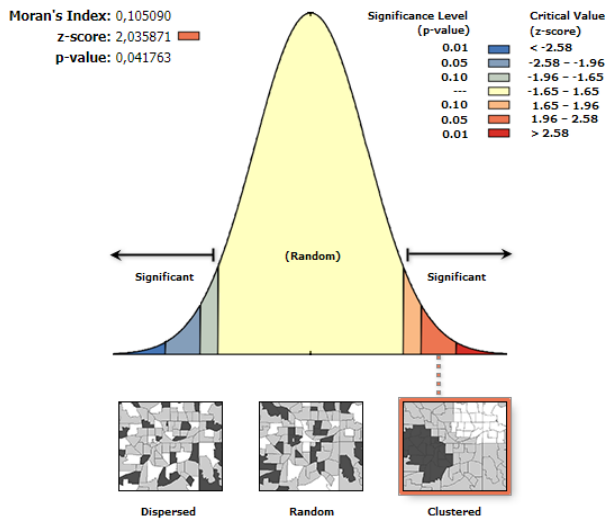 Moran's Index: 0,105090
z-score: 2,035871
p-value: 0,041763
Significance Level
(p-value)
Critical Value
(z-score)
0.01 < -2.58
0.05 -2.58 – -1.96
0.10 -1.96 – -1.65
--- -1.65 – 1.65
0.10 1.65 – 1.96
0.05 1.96 – 2.58
0.01 > 2.58
Significant
(Random)
Significant
Dispersed
Random
Clustered